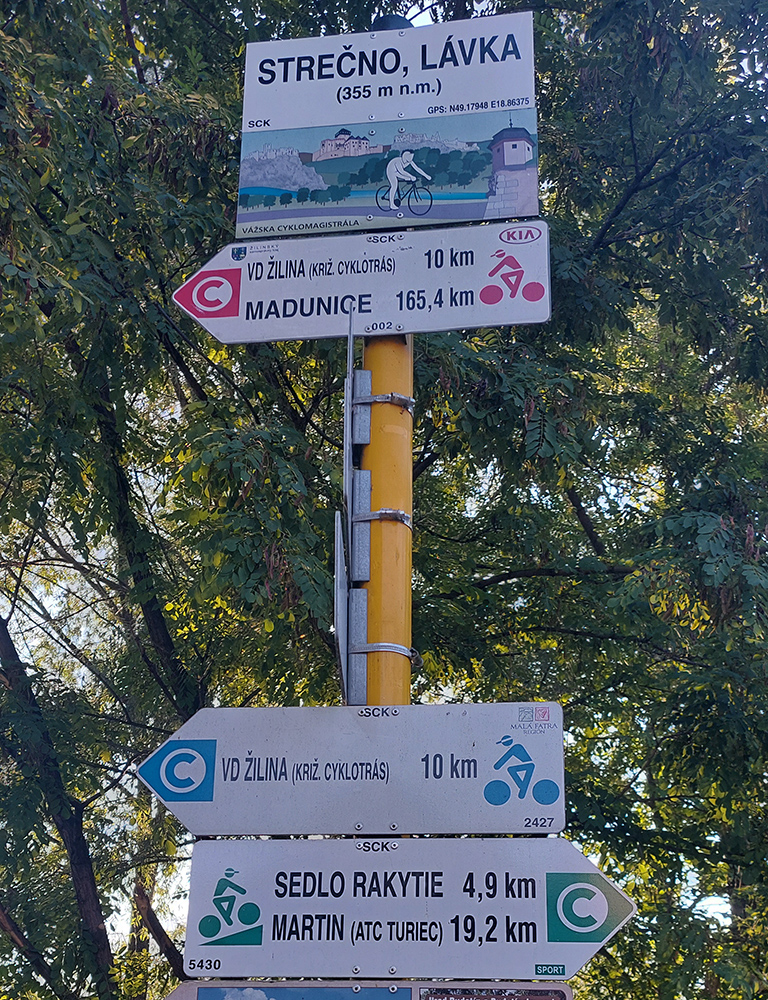 STREČNO, LÁVKA
(355 m n.m.)
GPS: N49.17948 E18.86375
SCK
VÁŽSKA CYKLOMAGISTRÁLA
SCK
ŽILINSKÝ
KIA
VD ŽILINA (KRIŽ. CYKLOTRÁS) 10 km
C
MADUNICE 165,4 km
002
SCK
MALÁ FATRA
REGIÓN
C VD ŽILINA (KRIŽ. CYKLOTRÁS) 10 km
2427
SCK
SEDLO RAKYTIE 4,9 km
C
MARTIN (ATC TURIEC) 19,2 km
5430
SPORT